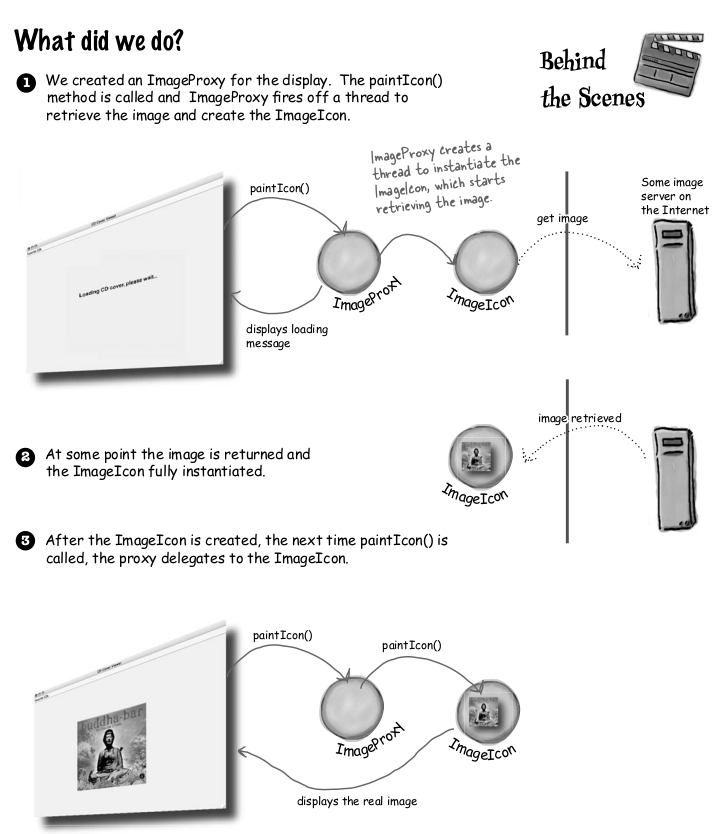 What did we do?
Behind
the Scenes
1 We created an ImageProxy for the display. The paintIcon()
method is called and ImageProxy fires off a thread to
retrieve the image and create the ImageIcon.
ImageProxy creates a
thread to instantiate the
ImageIcon, which starts
retrieving the image.
Some image
server on
the Internet
paintIcon()
get image
CD Cover Viewer
Loading CD cover, please wait...
ImageProxy
ImageIcon
displays loading
message
image retrieved
2 At some point the image is returned and
the ImageIcon fully instantiated.
ImageIcon
3 After the ImageIcon is created, the next time paintIcon() is
called, the proxy delegates to the ImageIcon.
paintIcon()
paintIcon()
CD Cover Viewer
buddha-bar
ImageProxy
ImageIcon
displays the real image